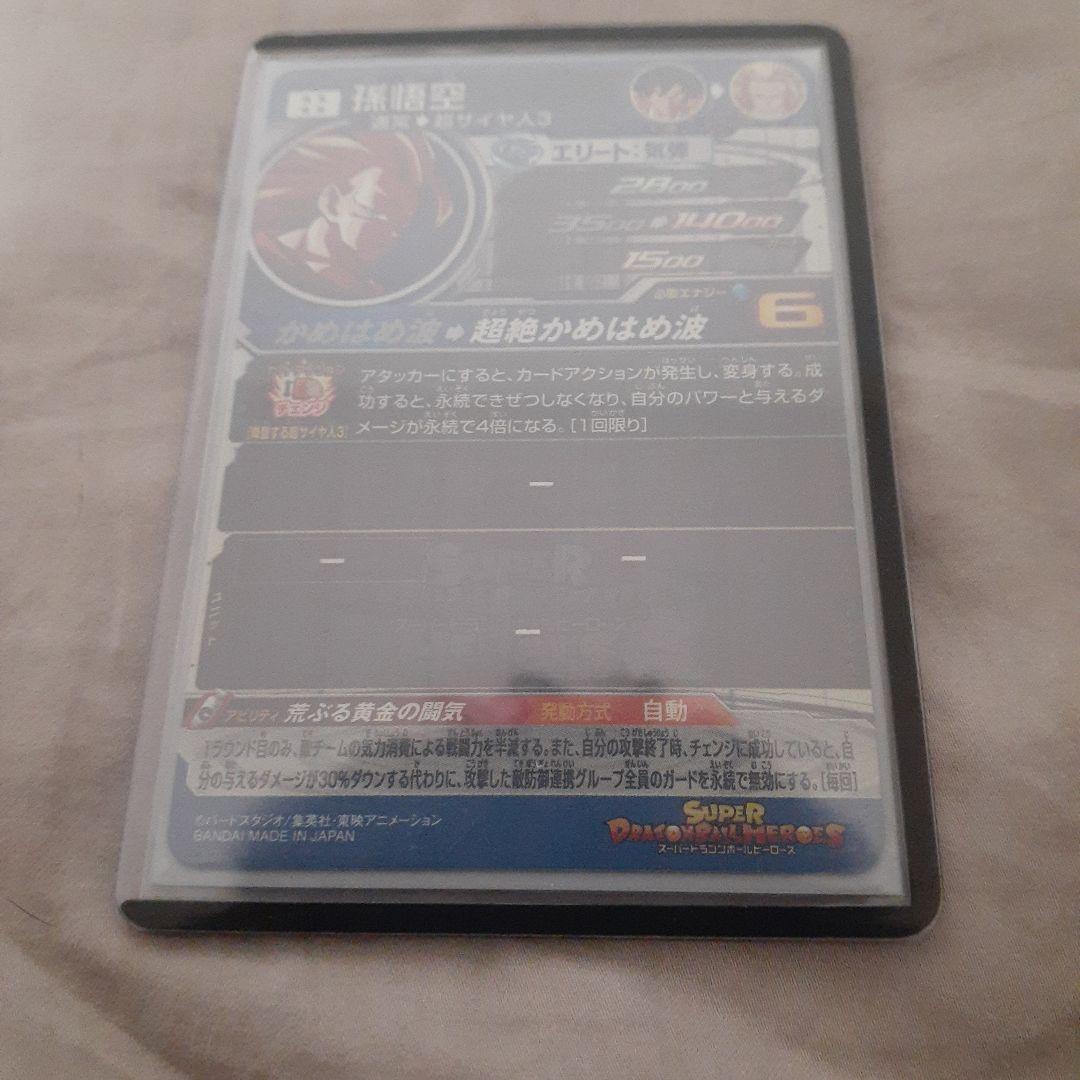 孫悟空
通常 超サイヤ人3
エリート:気弾
2800
3500 14000
1500
必要エナジー 6
かめはめ波 超絶かめはめ波
チェンジ
アタッカーにすると、カードアクションが発生し、変身する。成
功すると、永続できぜつしなくなり、自分のパワーと与えるダ
メージが永続で4倍になる。[1回限り]
ー
ー ー
ー
アビリティ 荒ぶる黄金の闘気 発動方式 自動
1ラウンド目のみ、敵チームの気力消費による戦闘力を半減する。また、自分の攻撃終了時、チェンジに成功していると、自
分の与えるダメージが30%ダウンする代わりに、攻撃した敵防御連携グループ全員のガードを永続で無効にする。[毎回]
©バードスタジオ/集英社・東映アニメーション
BANDAI MADE IN JAPAN
SUPER
DRAGONBALL HEROES
スーパードラゴンボールヒーローズ